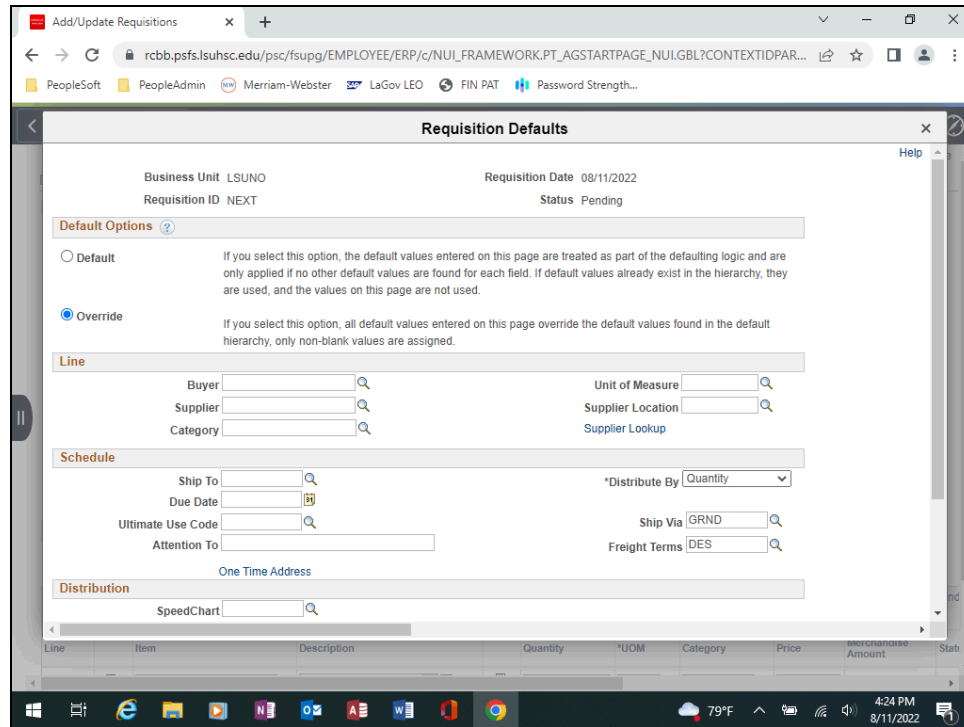 Add/Update Requisitions
rcbb.psfs.lsuhsc.edu/psc/fsupg/EMPLOYEE/ERP/c/NUI_FRAMEWORK.PT_AGSTARTPAGE_NUI.GBL?CONTEXTIDPAR...
PeopleSoft PeopleAdmin Merriam-Webster LaGov LEO FIN PAT Password Strength...
Requisition Defaults
Help
Business Unit LSUNO Requisition Date 08/11/2022
Requisition ID NEXT Status Pending
Default Options
Default If you select this option, the default values entered on this page are treated as part of the defaulting logic and are
only applied if no other default values are found for each field. If default values already exist in the hierarchy, they
are used, and the values on this page are not used.
Override
If you select this option, all default values entered on this page override the default values found in the default
hierarchy, only non-blank values are assigned.
Line
Buyer Unit of Measure
Supplier Supplier Location
Category Supplier Lookup
Schedule
Ship To *Distribute By Quantity
Due Date
Ultimate Use Code Ship Via GRND
Attention To Freight Terms DES
One Time Address
Distribution
SpeedChart
Line Item Description Quantity *UOM Category Price Merchandise Amount
79°F 4:24 PM
8/11/2022